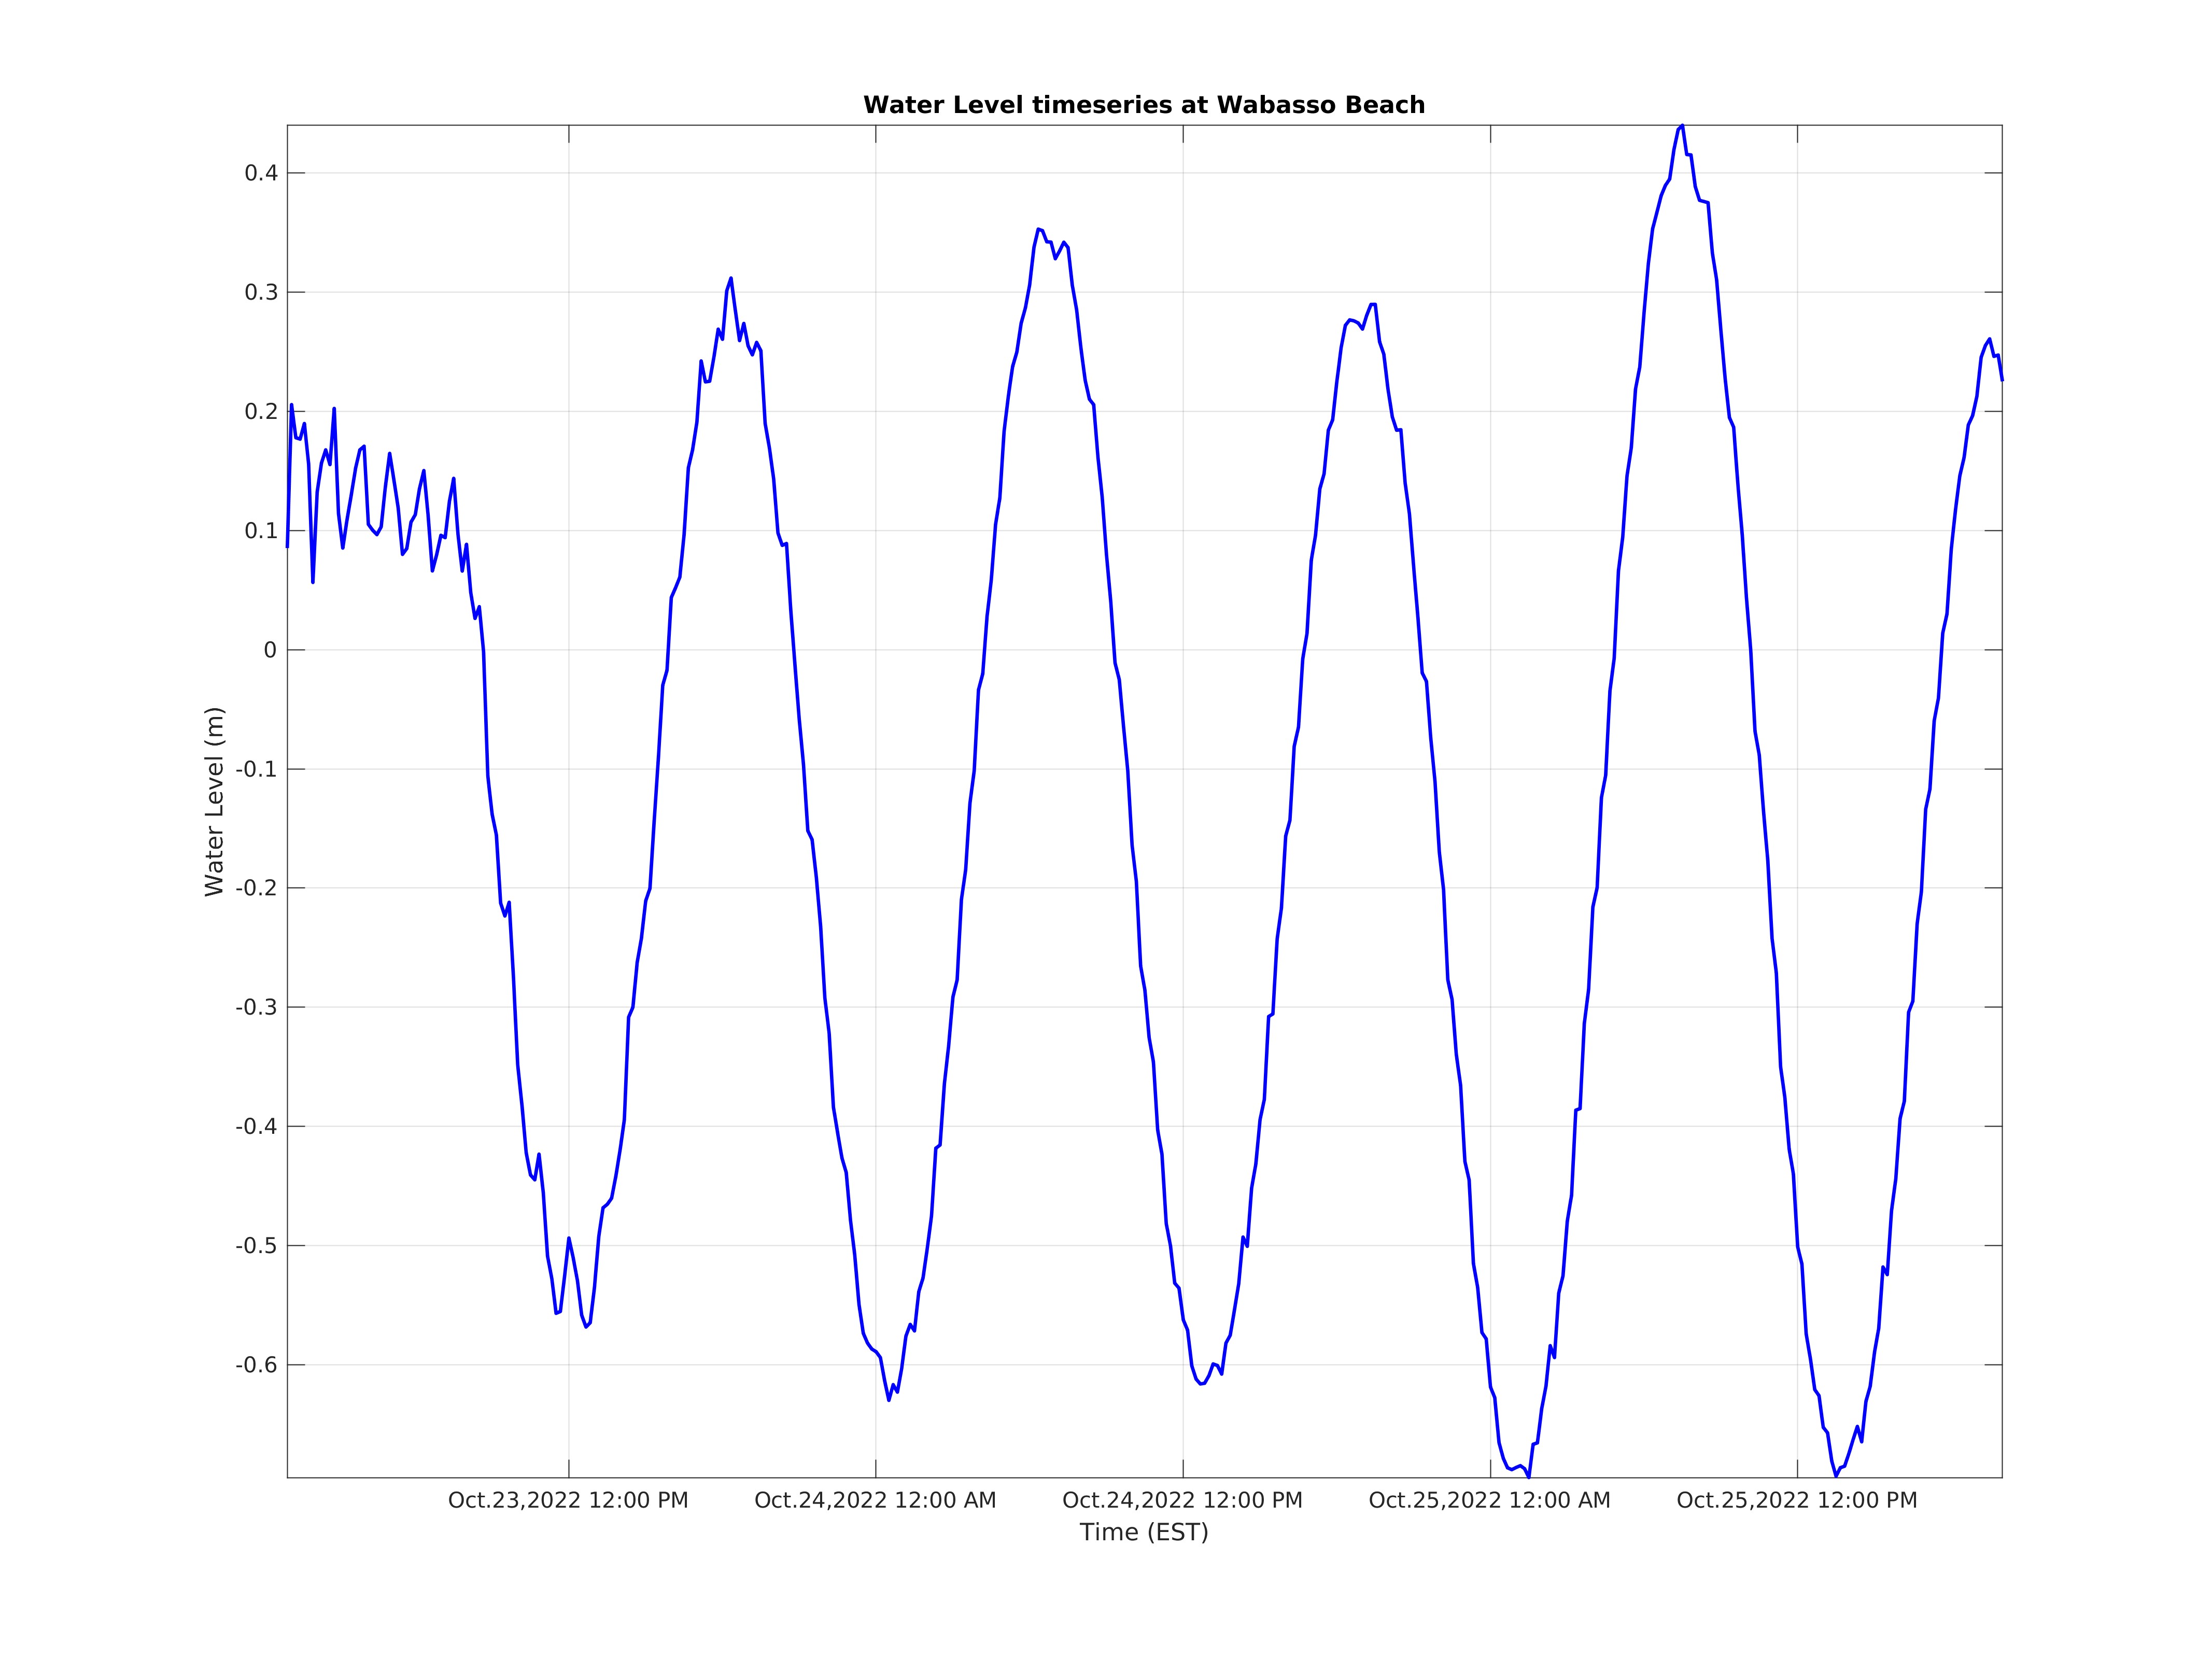 Water Level timeseries at Wabasso Beach
0.4
0.3
0.2
0.1
0
-0.1
-0.2
-0.3
-0.4
-0.5
-0.6
Water Level (m)
Oct.23,2022 12:00 PM
Oct.24,2022 12:00 AM
Oct.24,2022 12:00 PM
Oct.25,2022 12:00 AM
Oct.25,2022 12:00 PM
Time (EST)